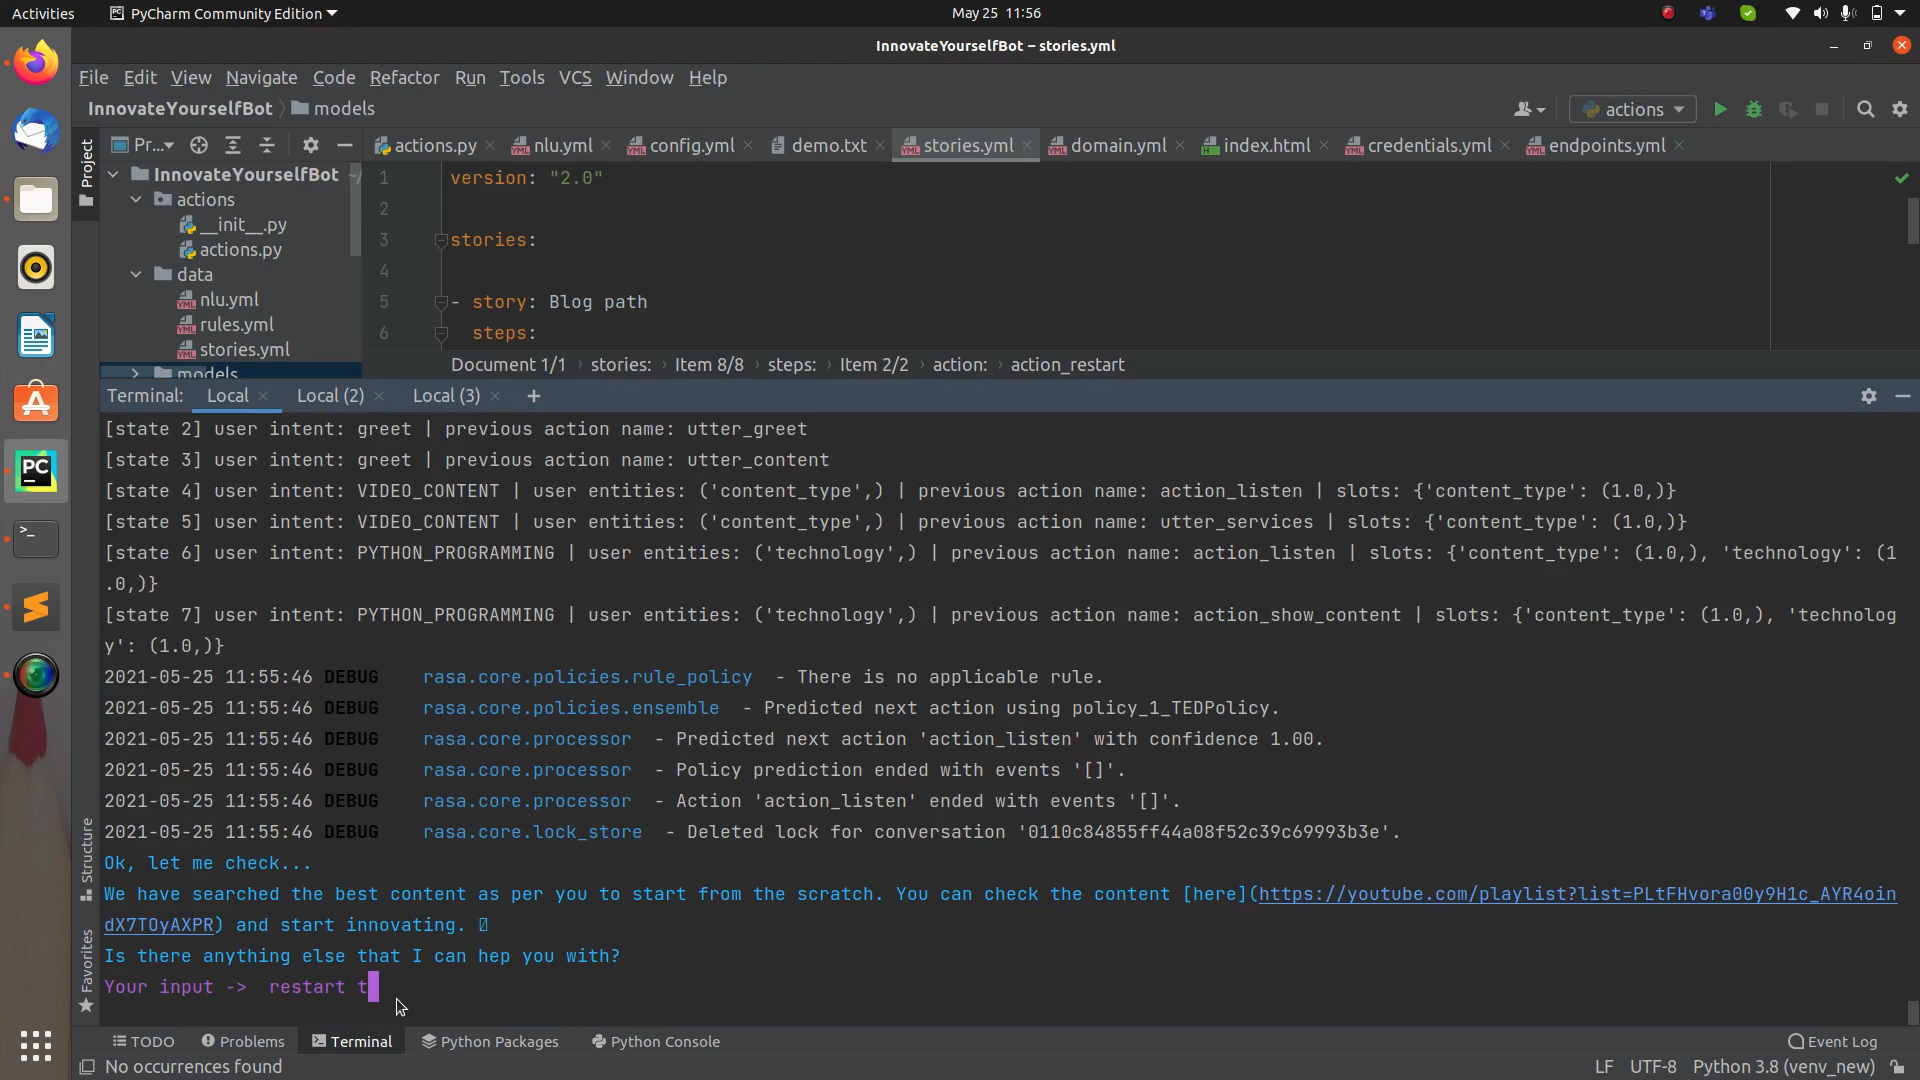 Activities PyCharm Community Edition May 25 11:56
InnovateYourselfBot – stories.yml
File Edit View Navigate Code Refactor Run Tools VCS Window Help
InnovateYourselfBot models actions
Project Pr... actions.py nlu.yml config.yml demo.txt stories.yml domain.yml index.html credentials.yml endpoints.yml
InnovateYourselfBot ~/
actions
__init__.py
actions.py
data
nlu.yml
rules.yml
stories.yml
models
1 version: "2.0"
2
3 stories:
4
5 - story: Blog path
6 steps:
Document 1/1 › stories: › Item 8/8 › steps: › Item 2/2 › action: › action_restart
Terminal: Local Local (2) Local (3)
[state 2] user intent: greet | previous action name: utter_greet
[state 3] user intent: greet | previous action name: utter_content
[state 4] user intent: VIDEO_CONTENT | user entities: ('content_type',) | previous action name: action_listen | slots: {'content_type': (1.0,)}
[state 5] user intent: VIDEO_CONTENT | user entities: ('content_type',) | previous action name: utter_services | slots: {'content_type': (1.0,)}
[state 6] user intent: PYTHON_PROGRAMMING | user entities: ('technology',) | previous action name: action_listen | slots: {'content_type': (1.0,), 'technology': (1
.0,)}
[state 7] user intent: PYTHON_PROGRAMMING | user entities: ('technology',) | previous action name: action_show_content | slots: {'content_type': (1.0,), 'technolog
y': (1.0,)}
2021-05-25 11:55:46 DEBUG rasa.core.policies.rule_policy - There is no applicable rule.
2021-05-25 11:55:46 DEBUG rasa.core.policies.ensemble - Predicted next action using policy_1_TEDPolicy.
2021-05-25 11:55:46 DEBUG rasa.core.processor - Predicted next action 'action_listen' with confidence 1.00.
2021-05-25 11:55:46 DEBUG rasa.core.processor - Policy prediction ended with events '[]'.
2021-05-25 11:55:46 DEBUG rasa.core.processor - Action 'action_listen' ended with events '[]'.
2021-05-25 11:55:46 DEBUG rasa.core.lock_store - Deleted lock for conversation '0110c84855ff44a08f52c39c69993b3e'.
Ok, let me check...
We have searched the best content as per you to start from the scratch. You can check the content [here](https://youtube.com/playlist?list=PLtFHvora00y9H1c_AYR4oin
dX7TOyAXPR) and start innovating.
Is there anything else that I can hep you with?
Your input -> restart t
Structure
Favorites
TODO Problems Terminal Python Packages Python Console Event Log
No occurrences found LF UTF-8 Python 3.8 (venv_new)